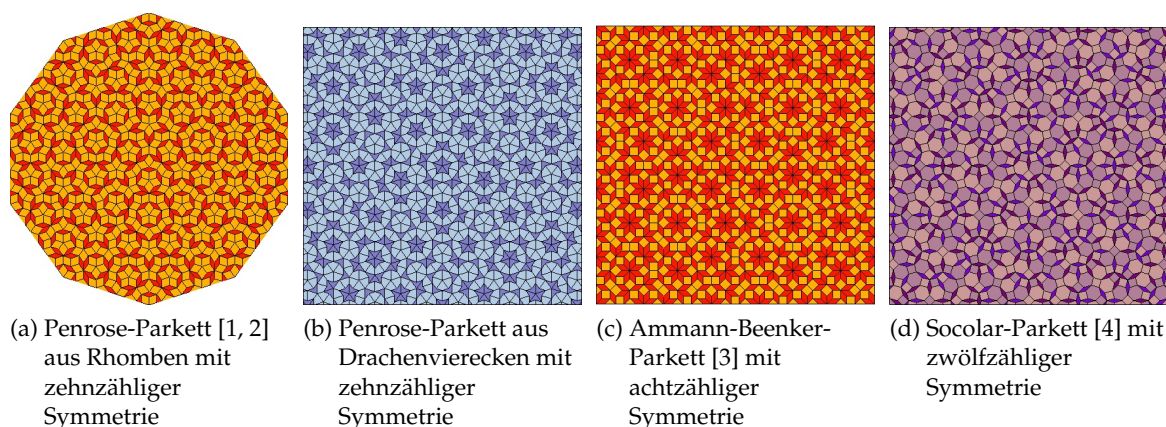 (a) Penrose-Parkett [1, 2]
aus Rhomben mit
zehnzähliger
Symmetrie
(b) Penrose-Parkett aus
Drachenvierecken mit
zehnzähliger
Symmetrie
(c) Ammann-Beenker-
Parkett [3] mit
achtzähliger
Symmetrie
(d) Socolar-Parkett [4] mit
zwölfzähliger
Symmetrie